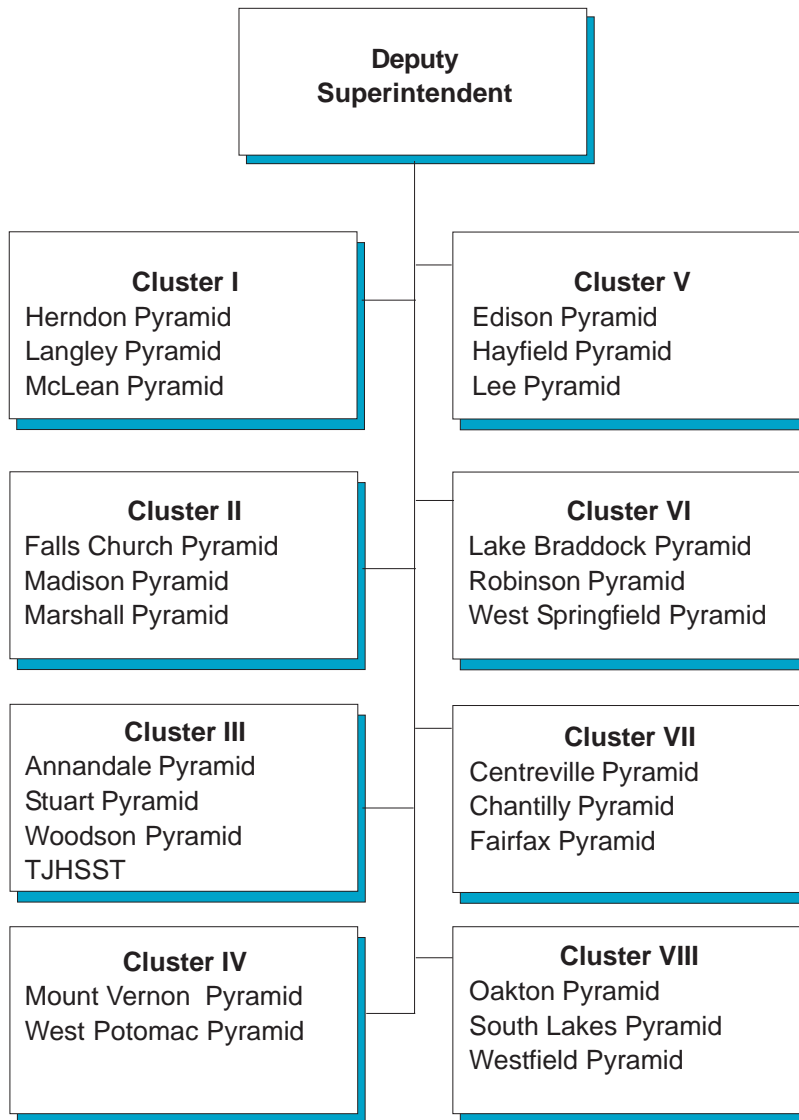 Deputy
Superintendent
Cluster I
Herndon Pyramid
Langley Pyramid
McLean Pyramid
Cluster II
Falls Church Pyramid
Madison Pyramid
Marshall Pyramid
Cluster III
Annandale Pyramid
Stuart Pyramid
Woodson Pyramid
TJHSST
Cluster IV
Mount Vernon  Pyramid
West Potomac Pyramid
Cluster V
Edison Pyramid
Hayfield Pyramid
Lee Pyramid
Cluster VI
Lake Braddock Pyramid
Robinson Pyramid
West Springfield Pyramid
Cluster VII
Centreville Pyramid
Chantilly Pyramid
Fairfax Pyramid
Cluster VIII
Oakton Pyramid
South Lakes Pyramid
Westfield Pyramid